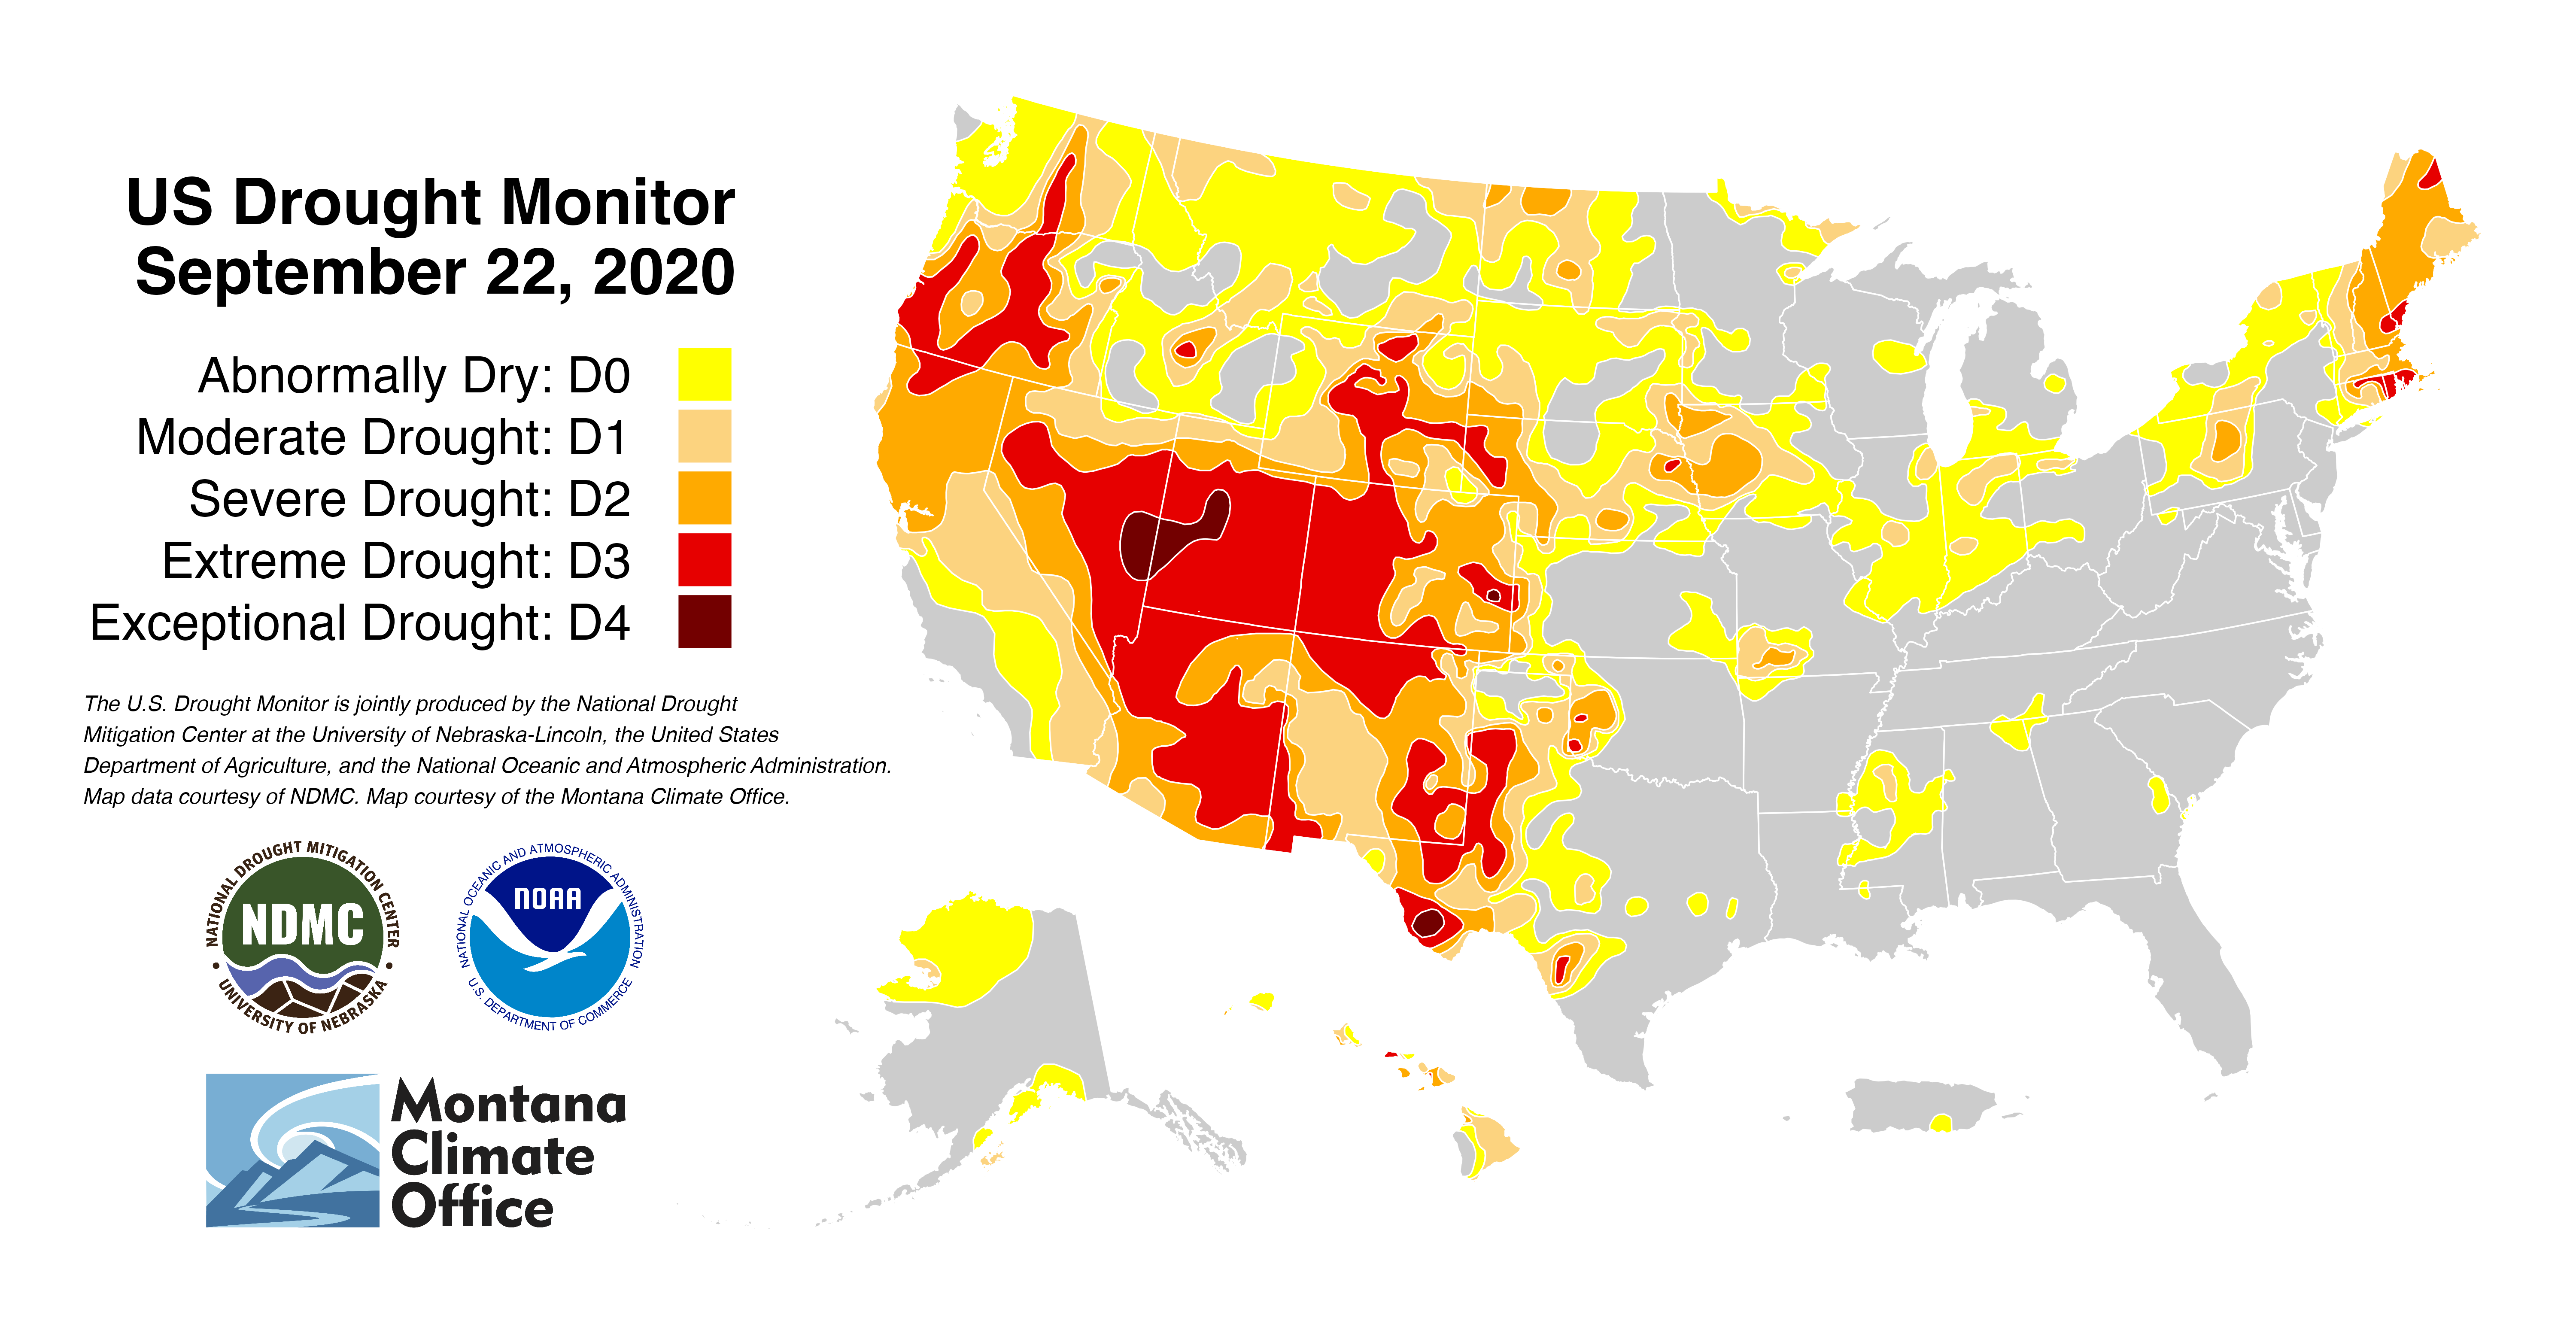 US Drought Monitor
September 22, 2020
Abnormally Dry: D0
Moderate Drought: D1
Severe Drought: D2
Extreme Drought: D3
Exceptional Drought: D4
The U.S. Drought Monitor is jointly produced by the National Drought
Mitigation Center at the University of Nebraska-Lincoln, the United States
Department of Agriculture, and the National Oceanic and Atmospheric Administration.
Map data courtesy of NDMC. Map courtesy of the Montana Climate Office.
NATIONAL DROUGHT MITIGATION CENTER
NDMC
• UNIVERSITY OF NEBRASKA •
NATIONAL OCEANIC AND ATMOSPHERIC ADMINISTRATION
NOAA
U.S. DEPARTMENT OF COMMERCE
Montana
Climate
Office